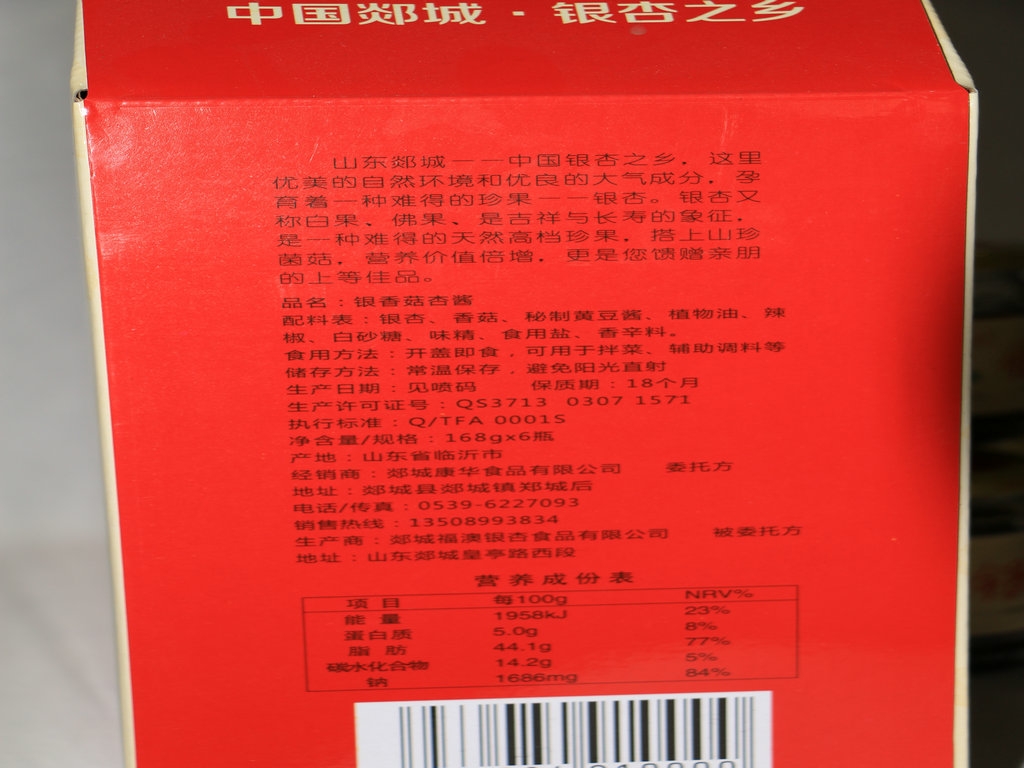 中国郯城·银杏之乡
山东郯城——中国银杏之乡，这里
优美的自然环境和优良的大气成分，孕
育着一种难得的珍果——银杏。银杏又
称白果、佛果、是吉祥与长寿的象征，
是一种难得的天然高档珍果，搭上山珍
菌菇，营养价值倍增，更是您馈赠亲朋
的上等佳品。
品名：银香菇杏酱
配料表：银杏、香菇、秘制黄豆酱、植物油、辣
椒、白砂糖、味精、食用盐、香辛料。
食用方法：开盖即食，可用于拌菜、辅助调料等
储存方法：常温保存，避免阳光直射
生产日期：见喷码 保质期：18个月
生产许可证号：QS3713 0307 1571
执行标准：Q/TFA 0001S
净含量/规格：168gx6瓶
产地：山东省临沂市
经销商：郯城康华食品有限公司 委托方
地址：郯城县郯城镇郑城后
电话/传真：0539-6227093
销售热线：13508993834
生产商：郯城福澳银杏食品有限公司 被委托方
地址：山东郯城皇亭路西段
营养成份表
项目 每100g NRV%
能量 1958kJ 23%
蛋白质 5.0g 8%
脂肪 44.1g 77%
碳水化合物 14.2g 5%
钠 1686mg 84%